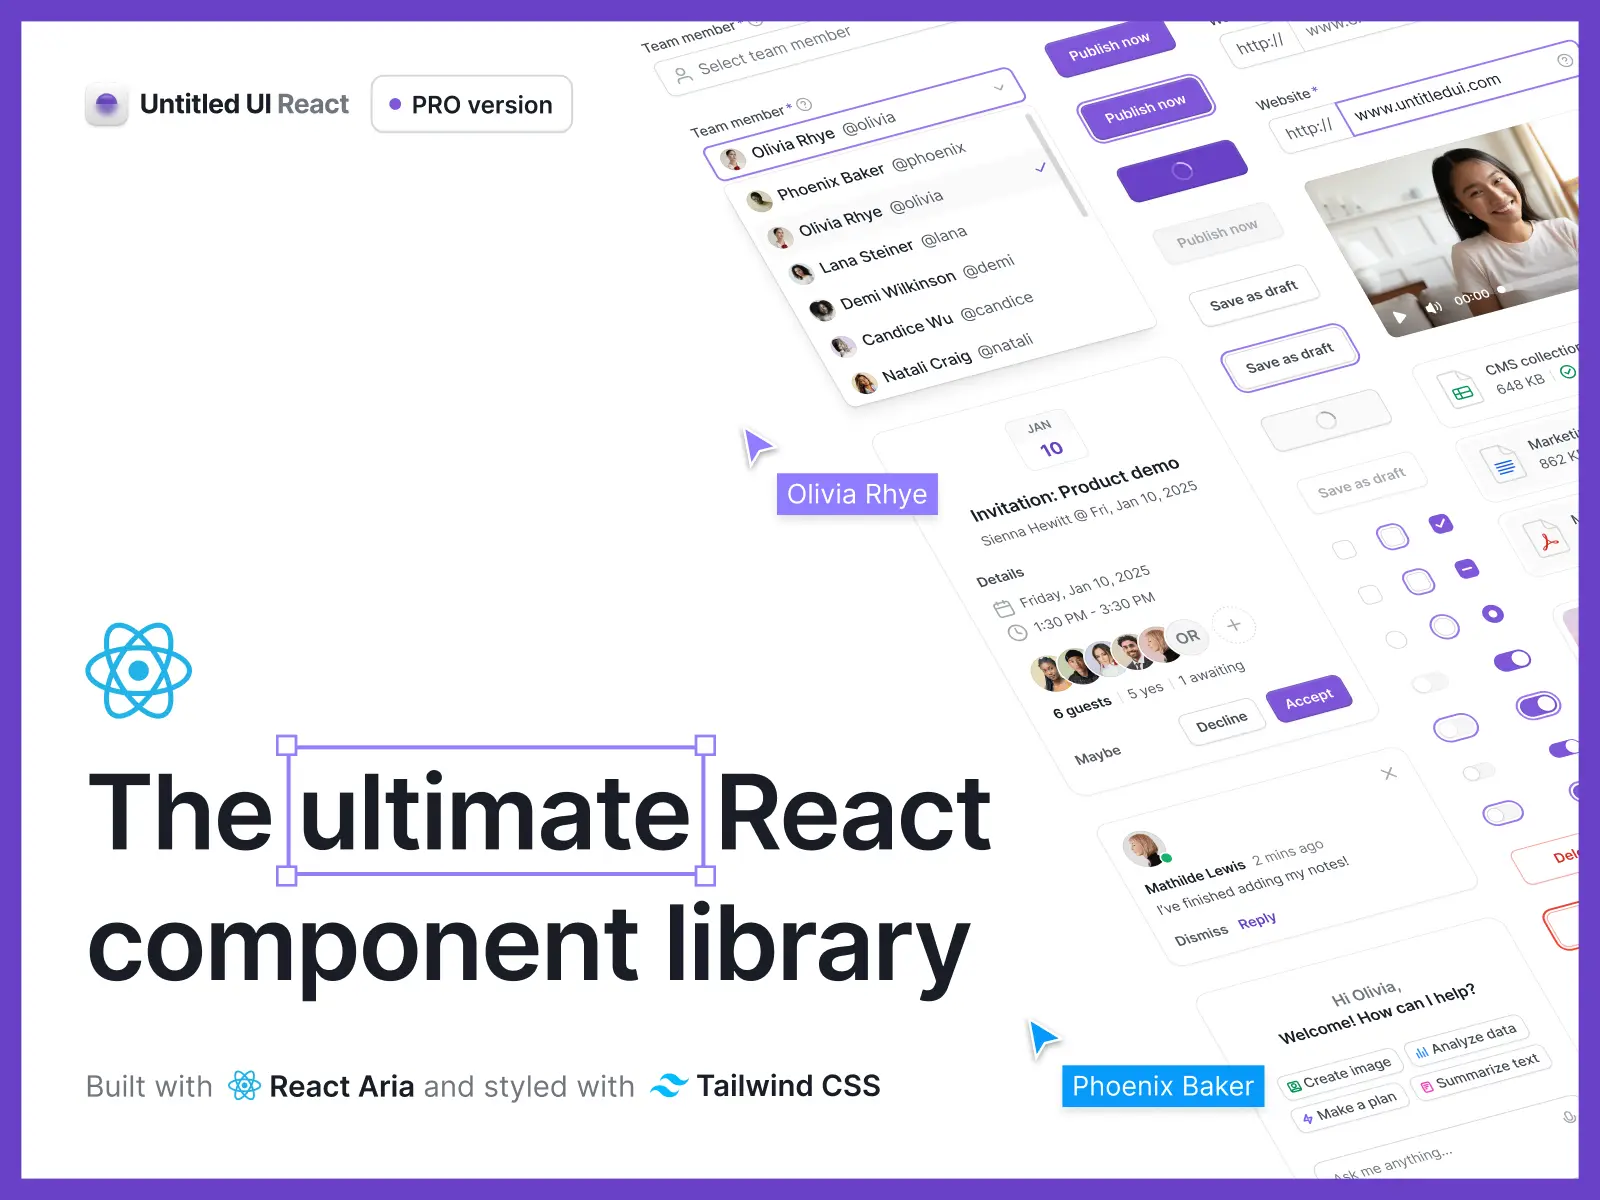 Untitled UI React
PRO version
The ultimate React
component library
Built with React Aria and styled with Tailwind CSS
Olivia Rhye
Phoenix Baker
Team member *
Select team member
Team member *
Olivia Rhye @olivia
Phoenix Baker @phoenix
Olivia Rhye @olivia
Lana Steiner @lana
Demi Wilkinson @demi
Candice Wu @candice
Natali Craig @natali
JAN
10
Invitation: Product demo
Sienna Hewitt @ Fri, Jan 10, 2025
Details
Friday, Jan 10, 2025
1:30 PM - 3:30 PM
OR
6 guests
5 yes
1 awaiting
Maybe
Decline
Accept
Mathilde Lewis 2 mins ago
I've finished adding my notes!
Dismiss
Reply
Hi Olivia,
Welcome! How can I help?
Create image
Analyze data
Make a plan
Summarize text
Ask me anything...
Publish now
Publish now
Publish now
Save as draft
Save as draft
Save as draft
http://
Website *
http://
www.untitledui.com
00:00
CMS collection
648 KB
862